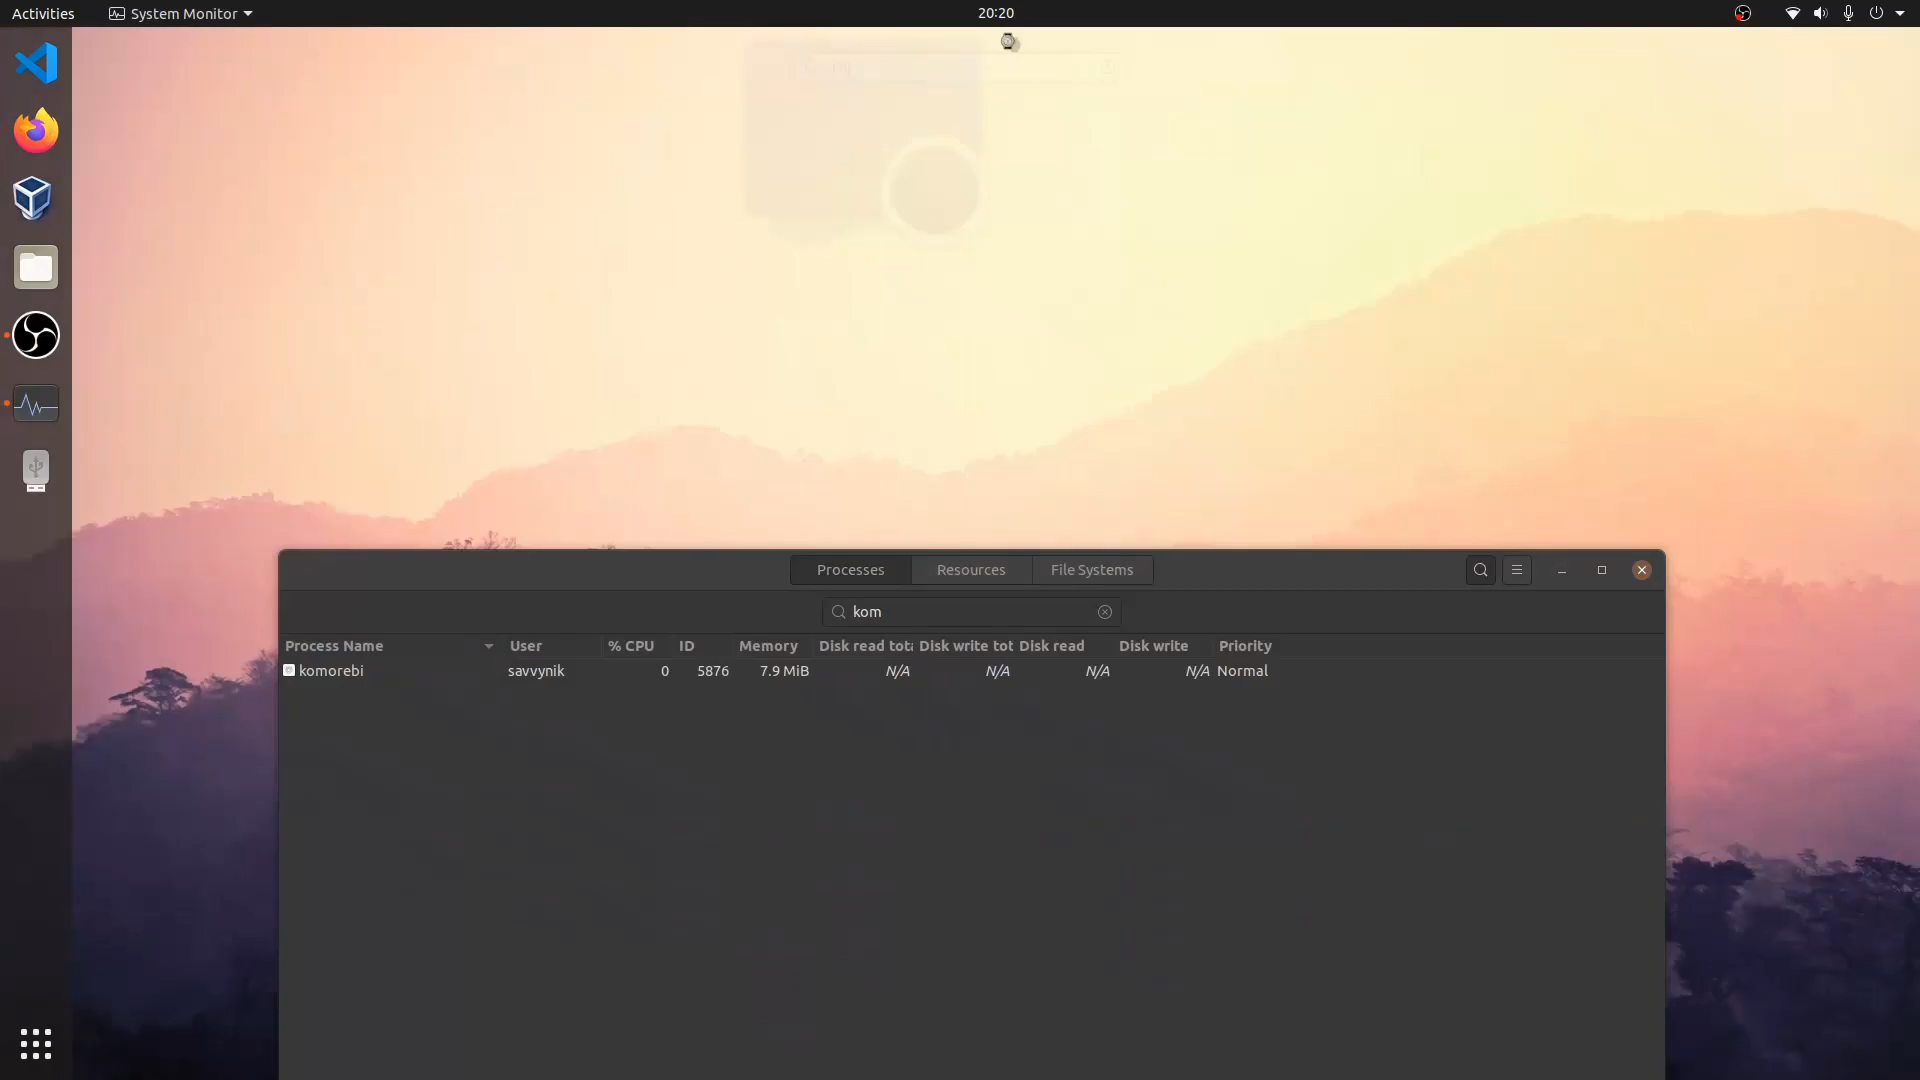 Activities System Monitor 20:20
Processes Resources File Systems
kom
Process Name User % CPU ID Memory Disk read tota Disk write tot Disk read Disk write Priority
komorebi savvynik 0 5876 7.9 MiB N/A N/A N/A N/A Normal